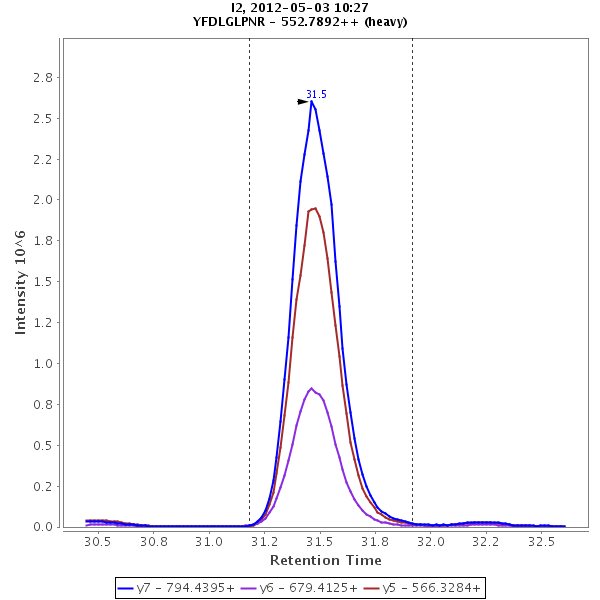 I2, 2012-05-03 10:27
YFDLGLPNR - 552.7892++ (heavy)
31.5
2.8
2.5
2.2
2.0
1.8
1.5
1.2
1.0
0.8
0.5
0.2
0.0
Intensity 10^6
30.5 30.8 31.0 31.2 31.5 31.8 32.0 32.2 32.5
Retention Time
y7 - 794.4395+ y6 - 679.4125+ y5 - 566.3284+